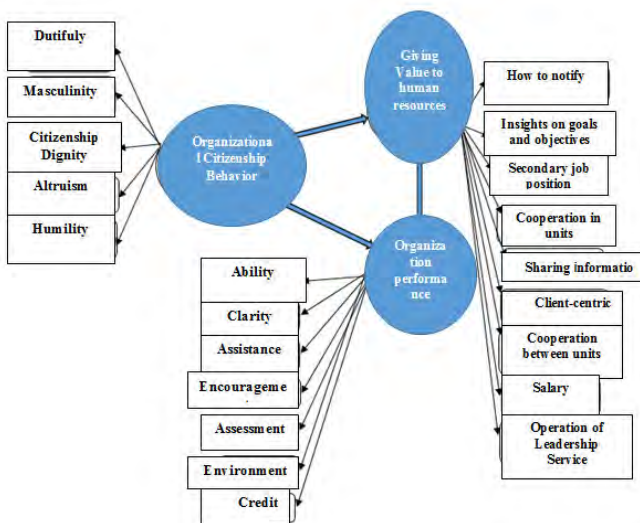 Dutifuly
Masculinity
Citizenship
Dignity
Altruism
Humility
Organizationa
l Citizenship
Behavior
Giving
Value to
human
resources
Organiza
tion
performa
nce
How to notify
Insights on goals
and objectives
Secondary job
position
Cooperation in
units
Sharing informatio
Client-centric
Cooperation
between units
Salary
Operation of
Leadership
Service
Ability
Clarity
Assistance
Encourageme
Assessment
Environment
Credit